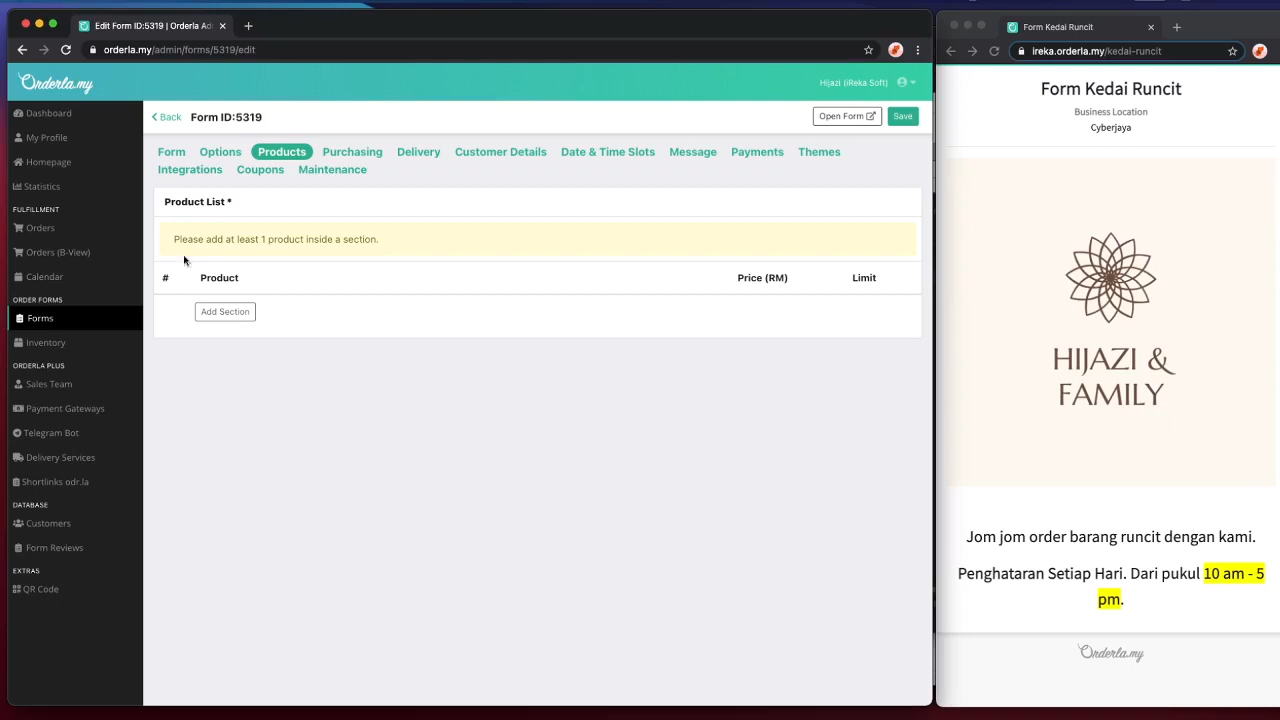 Edit Form ID:5319 | Orderla Ad
orderla.my/admin/forms/5319/edit
Orderla.my
Hijazi (iReka Soft)
Dashboard
My Profile
Homepage
Statistics
FULFILLMENT
Orders
Orders (B-View)
Calendar
ORDER FORMS
Forms
Inventory
ORDERLA PLUS
Sales Team
Payment Gateways
Telegram Bot
Delivery Services
Shortlinks odr.la
DATABASE
Customers
Form Reviews
EXTRAS
QR Code
Back
Form ID:5319
Open Form
Save
Form Options Products Purchasing Delivery Customer Details Date & Time Slots Message Payments Themes
Integrations Coupons Maintenance
Product List *
Please add at least 1 product inside a section.
# Product Price (RM) Limit
Add Section
Form Kedai Runcit
ireka.orderla.my/kedai-runcit
Form Kedai Runcit
Business Location
Cyberjaya
HIJAZI &
FAMILY
Jom jom order barang runcit dengan kami.
Penghataran Setiap Hari. Dari pukul 10 am - 5
pm.
Orderla.my